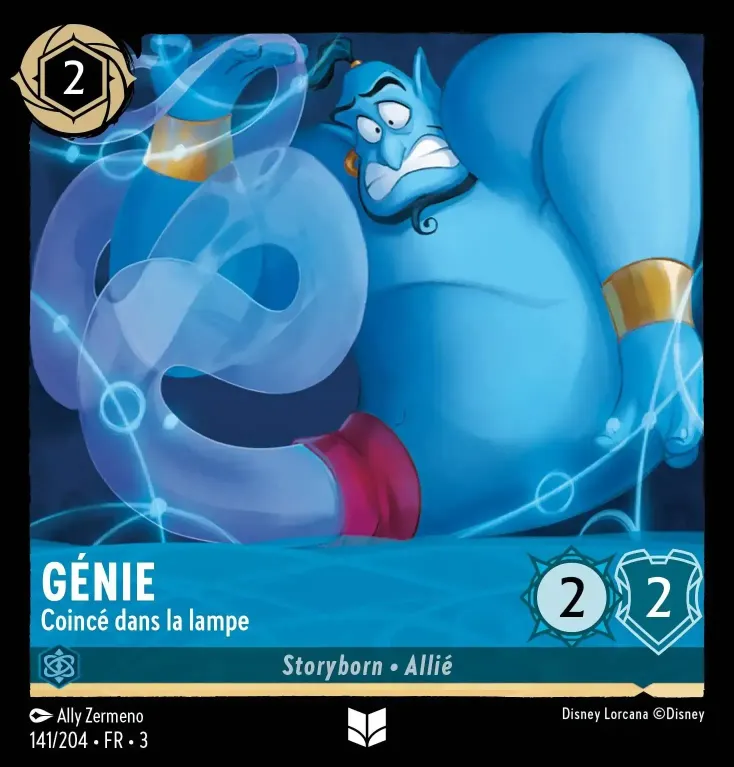 2
GÉNIE
Coincé dans la lampe
2 2
Storyborn • Allié
Ally Zermeno
Disney Lorcana ©Disney
141/204 • FR • 3